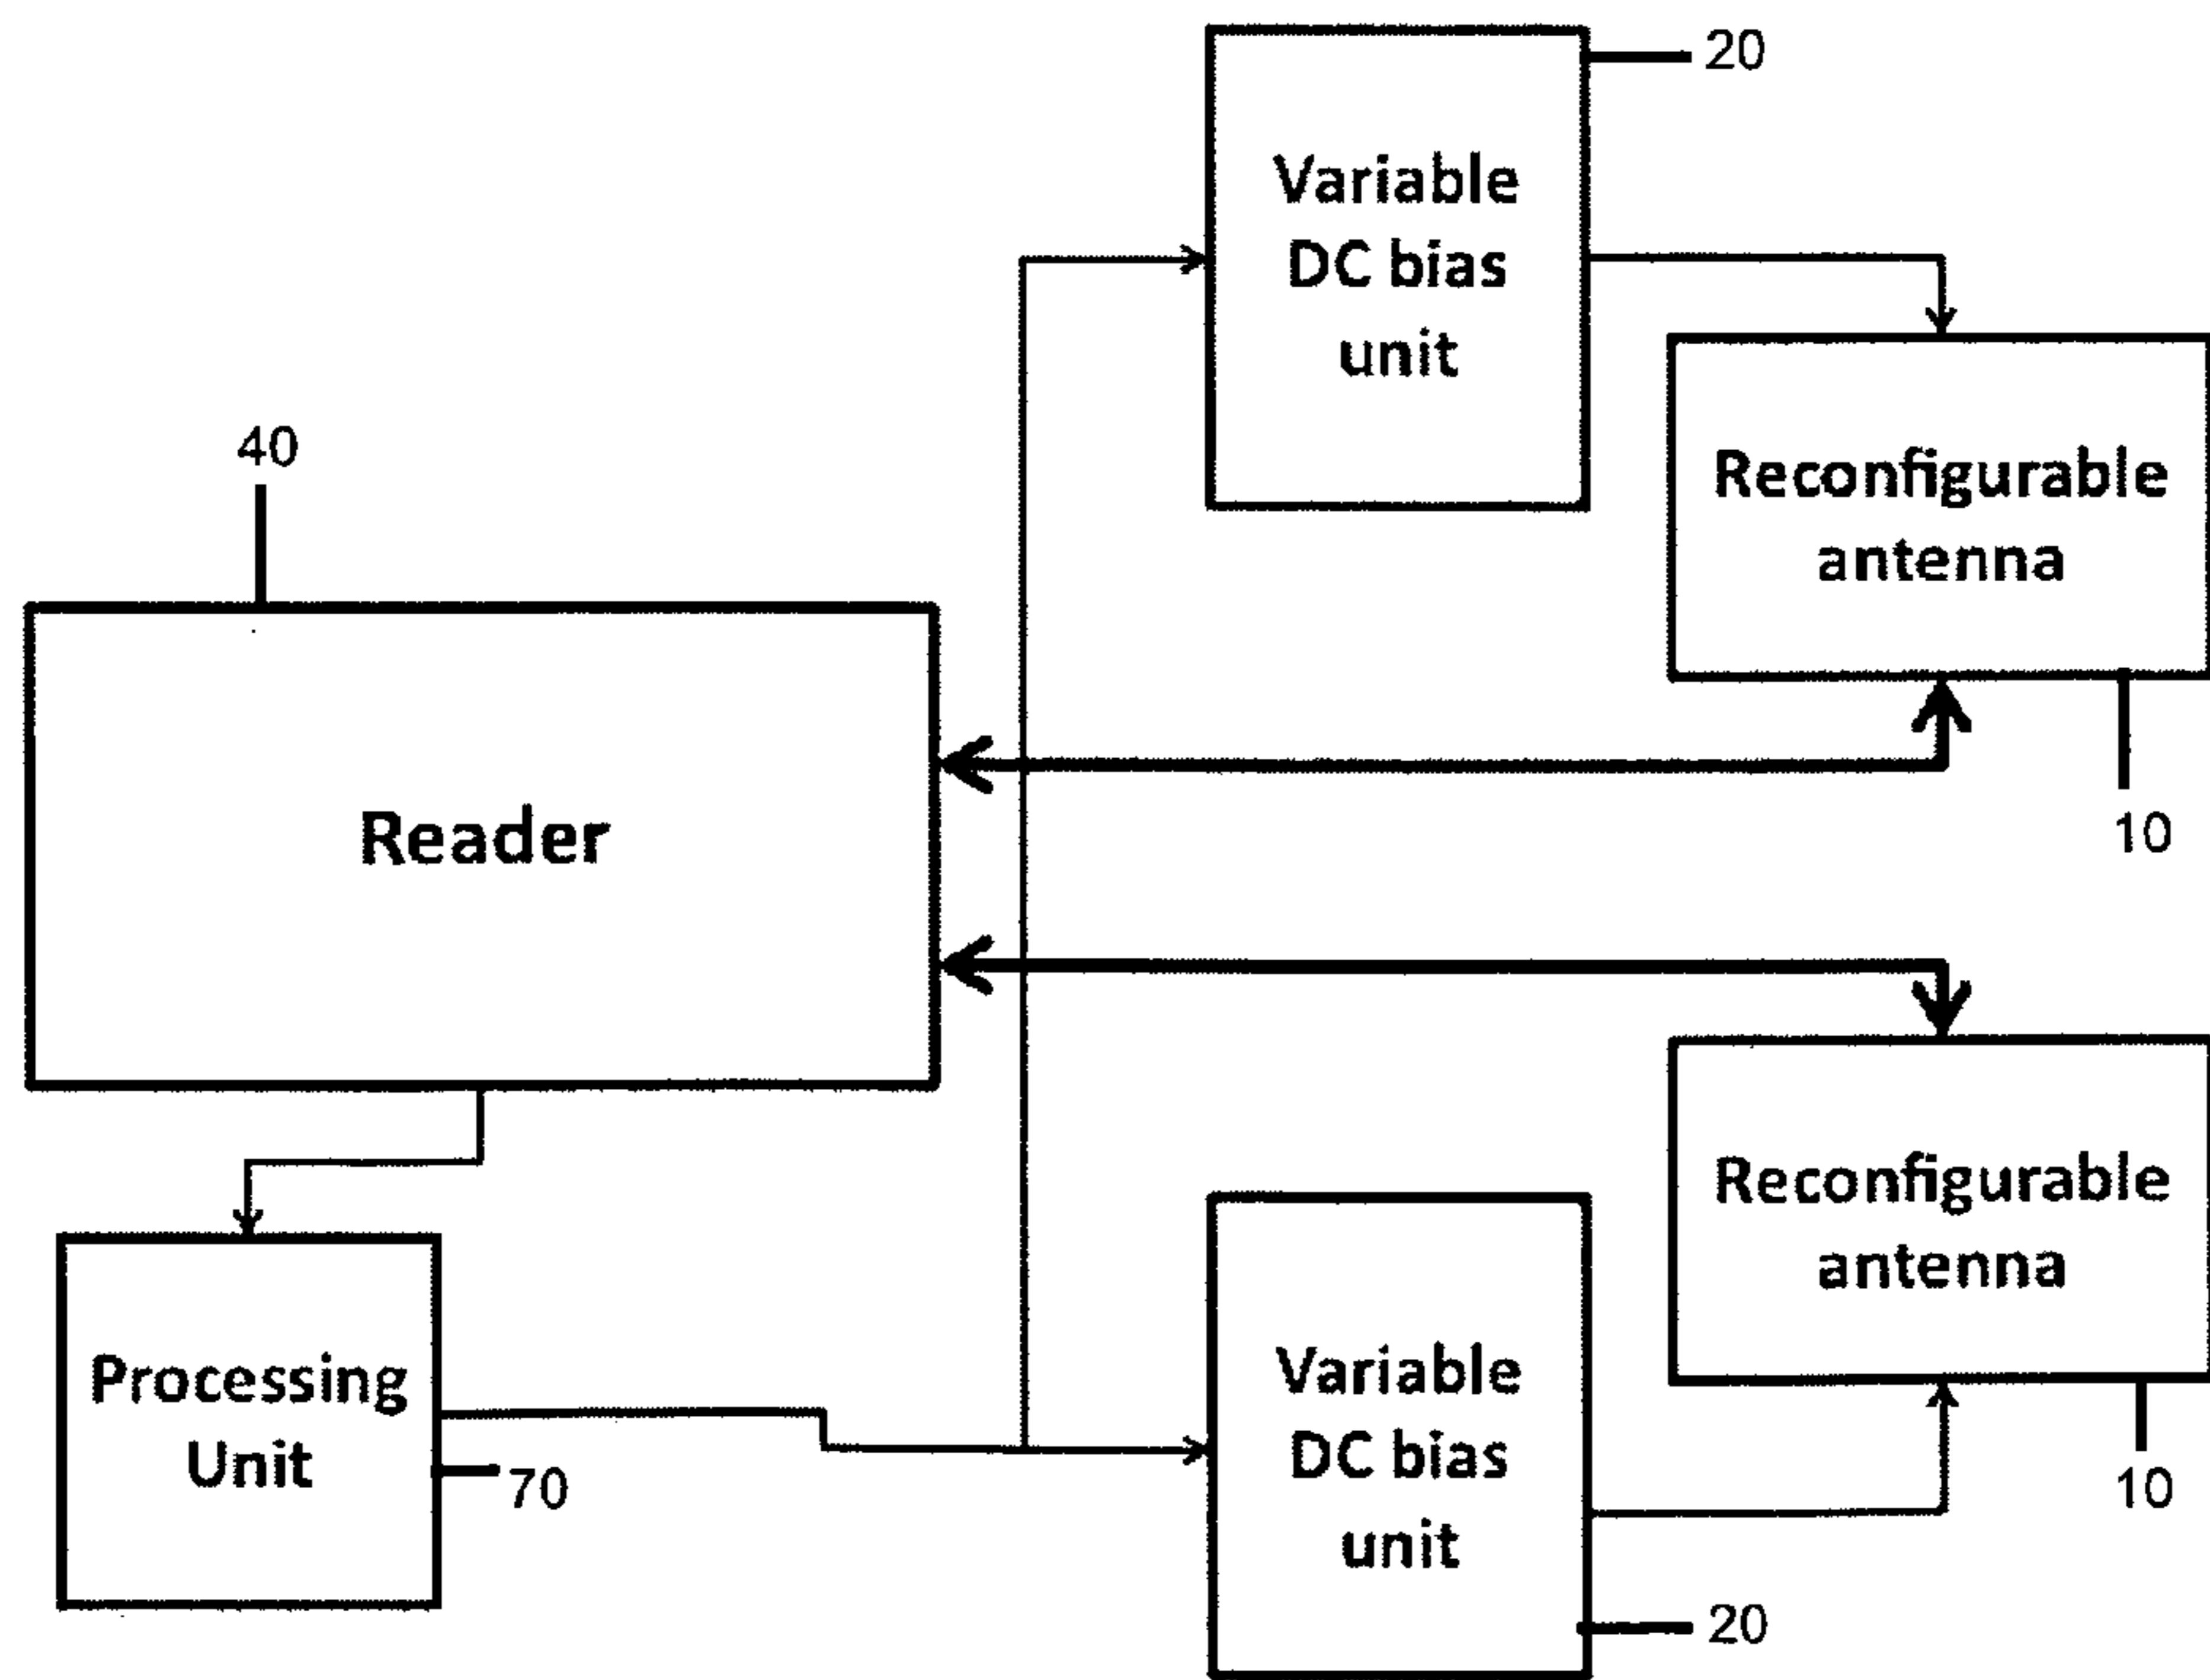 20
Variable
DC bias
unit
Reconfigurable
antenna
10
40
Reader
Reconfigurable
antenna
10
Processing
Unit
70
Variable
DC bias
unit
20